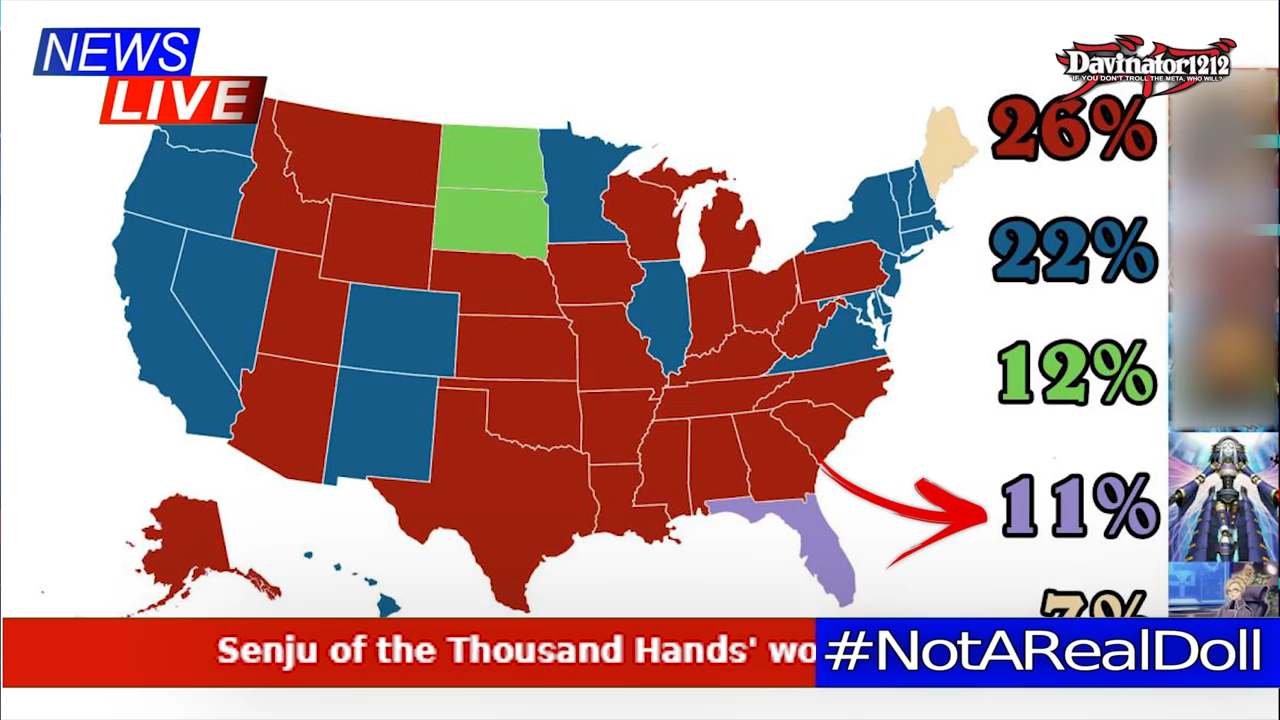 NEWS
LIVE
Davinator1212
IF YOU DON'T TROLL THE META, WHO WILL?
26%
22%
12%
11%
7%
Senju of the Thousand Hands' wo
#NotARealDoll